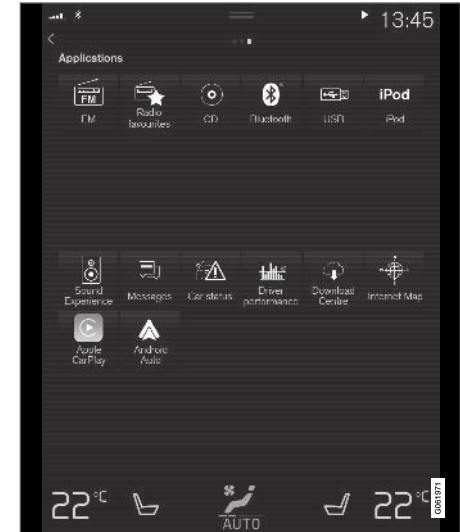 13:45
Applications
FM
iPod
FM
Radio
favourites
CD
Bluetooth
USB
iPod
Sound
Experience
Messages
Car status
Driver
performance
Download
Centre
Internet Map
Apple
CarPlay
Android
Auto
22°C
22°C
AUTO
G061971